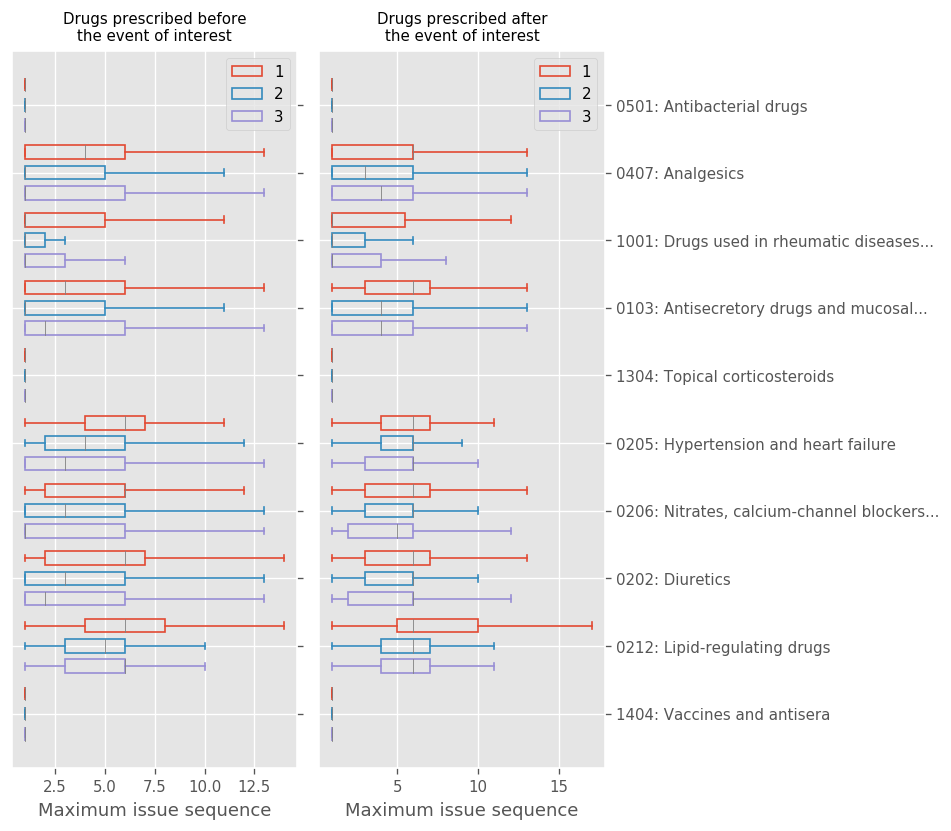 Drugs prescribed before
the event of interest
Drugs prescribed after
the event of interest
1
2
3
1
2
3
0501: Antibacterial drugs
0407: Analgesics
1001: Drugs used in rheumatic diseases...
0103: Antisecretory drugs and mucosal...
1304: Topical corticosteroids
0205: Hypertension and heart failure
0206: Nitrates, calcium-channel blockers...
0202: Diuretics
0212: Lipid-regulating drugs
1404: Vaccines and antisera
2.5 5.0 7.5 10.0 12.5
5 10 15
Maximum issue sequence
Maximum issue sequence